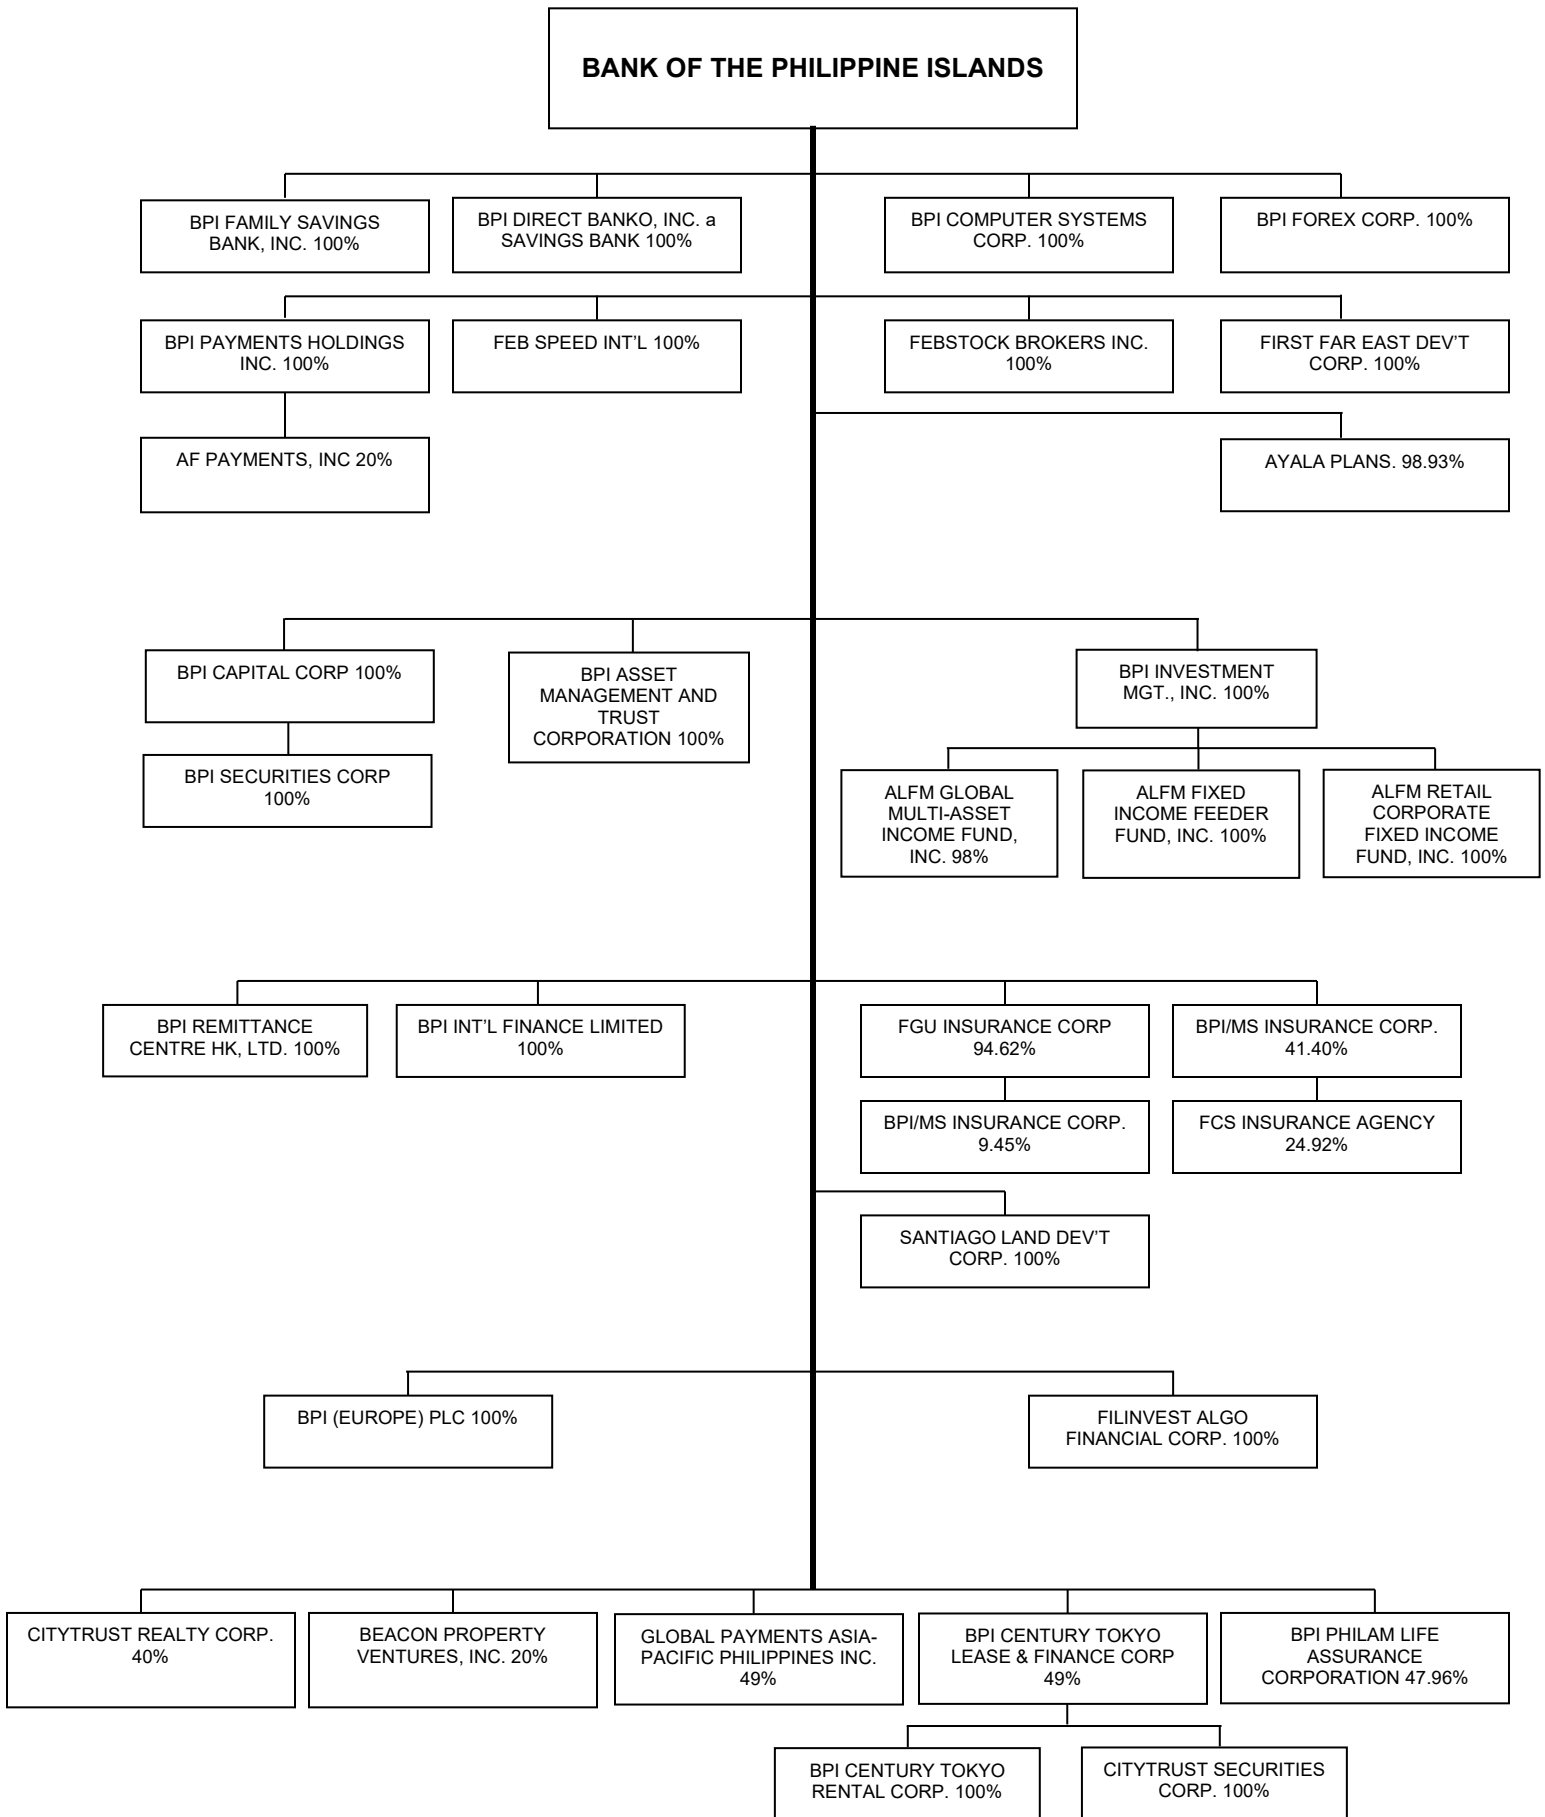 BANK OF THE PHILIPPINE ISLANDS
BPI FAMILY SAVINGS
BANK, INC. 100%
BPI DIRECT BANKO, INC. a
SAVINGS BANK 100%
BPI COMPUTER SYSTEMS
CORP. 100%
BPI FOREX CORP. 100%
BPI PAYMENTS HOLDINGS
INC. 100%
FEB SPEED INT’L 100%
FEBSTOCK BROKERS INC.
100%
FIRST FAR EAST DEV’T
CORP. 100%
AF PAYMENTS, INC 20%
AYALA PLANS. 98.93%
BPI CAPITAL CORP 100%
BPI ASSET
MANAGEMENT AND
TRUST
CORPORATION 100%
BPI INVESTMENT
MGT., INC. 100%
BPI SECURITIES CORP
100%
ALFM GLOBAL
MULTI-ASSET
INCOME FUND,
INC. 98%
ALFM FIXED
INCOME FEEDER
FUND, INC. 100%
ALFM RETAIL
CORPORATE
FIXED INCOME
FUND, INC. 100%
BPI REMITTANCE
CENTRE HK, LTD. 100%
BPI INT’L FINANCE LIMITED
100%
FGU INSURANCE CORP
94.62%
BPI/MS INSURANCE CORP.
41.40%
BPI/MS INSURANCE CORP.
9.45%
FCS INSURANCE AGENCY
24.92%
SANTIAGO LAND DEV’T
CORP. 100%
BPI (EUROPE) PLC 100%
FILINVEST ALGO
FINANCIAL CORP. 100%
CITYTRUST REALTY CORP.
40%
BEACON PROPERTY
VENTURES, INC. 20%
GLOBAL PAYMENTS ASIA-
PACIFIC PHILIPPINES INC.
49%
BPI CENTURY TOKYO
LEASE & FINANCE CORP
49%
BPI PHILAM LIFE
ASSURANCE
CORPORATION 47.96%
BPI CENTURY TOKYO
RENTAL CORP. 100%
CITYTRUST SECURITIES
CORP. 100%